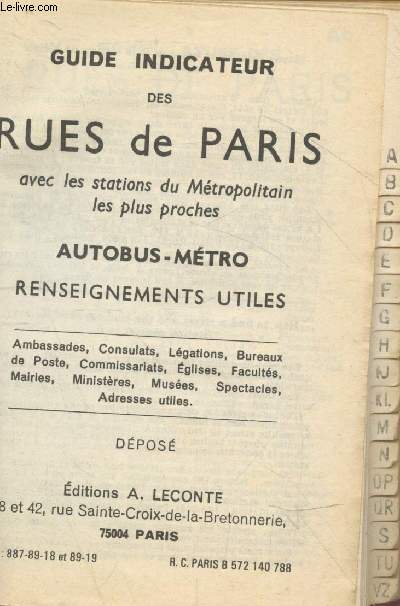 www.le-livre.com
GUIDE INDICATEUR
DES
RUES de PARIS
avec les stations du Métropolitain
les plus proches
AUTOBUS - MÉTRO
RENSEIGNEMENTS UTILES
Ambassades, Consulats, Légations, Bureaux
de Poste, Commissariats, Églises, Facultés,
Mairies, Ministères, Musées, Spectacles,
Adresses utiles.
DÉPOSÉ
Éditions A. LECONTE
8 et 42, rue Sainte-Croix-de-la-Bretonnerie,
75004 PARIS
: 887-89-18 et 89-19 R. C. PARIS B 572 140 788
A
B
C
D
E
F
G
H
IJ
KL
M
N
OP
QR
S
TU
VZ